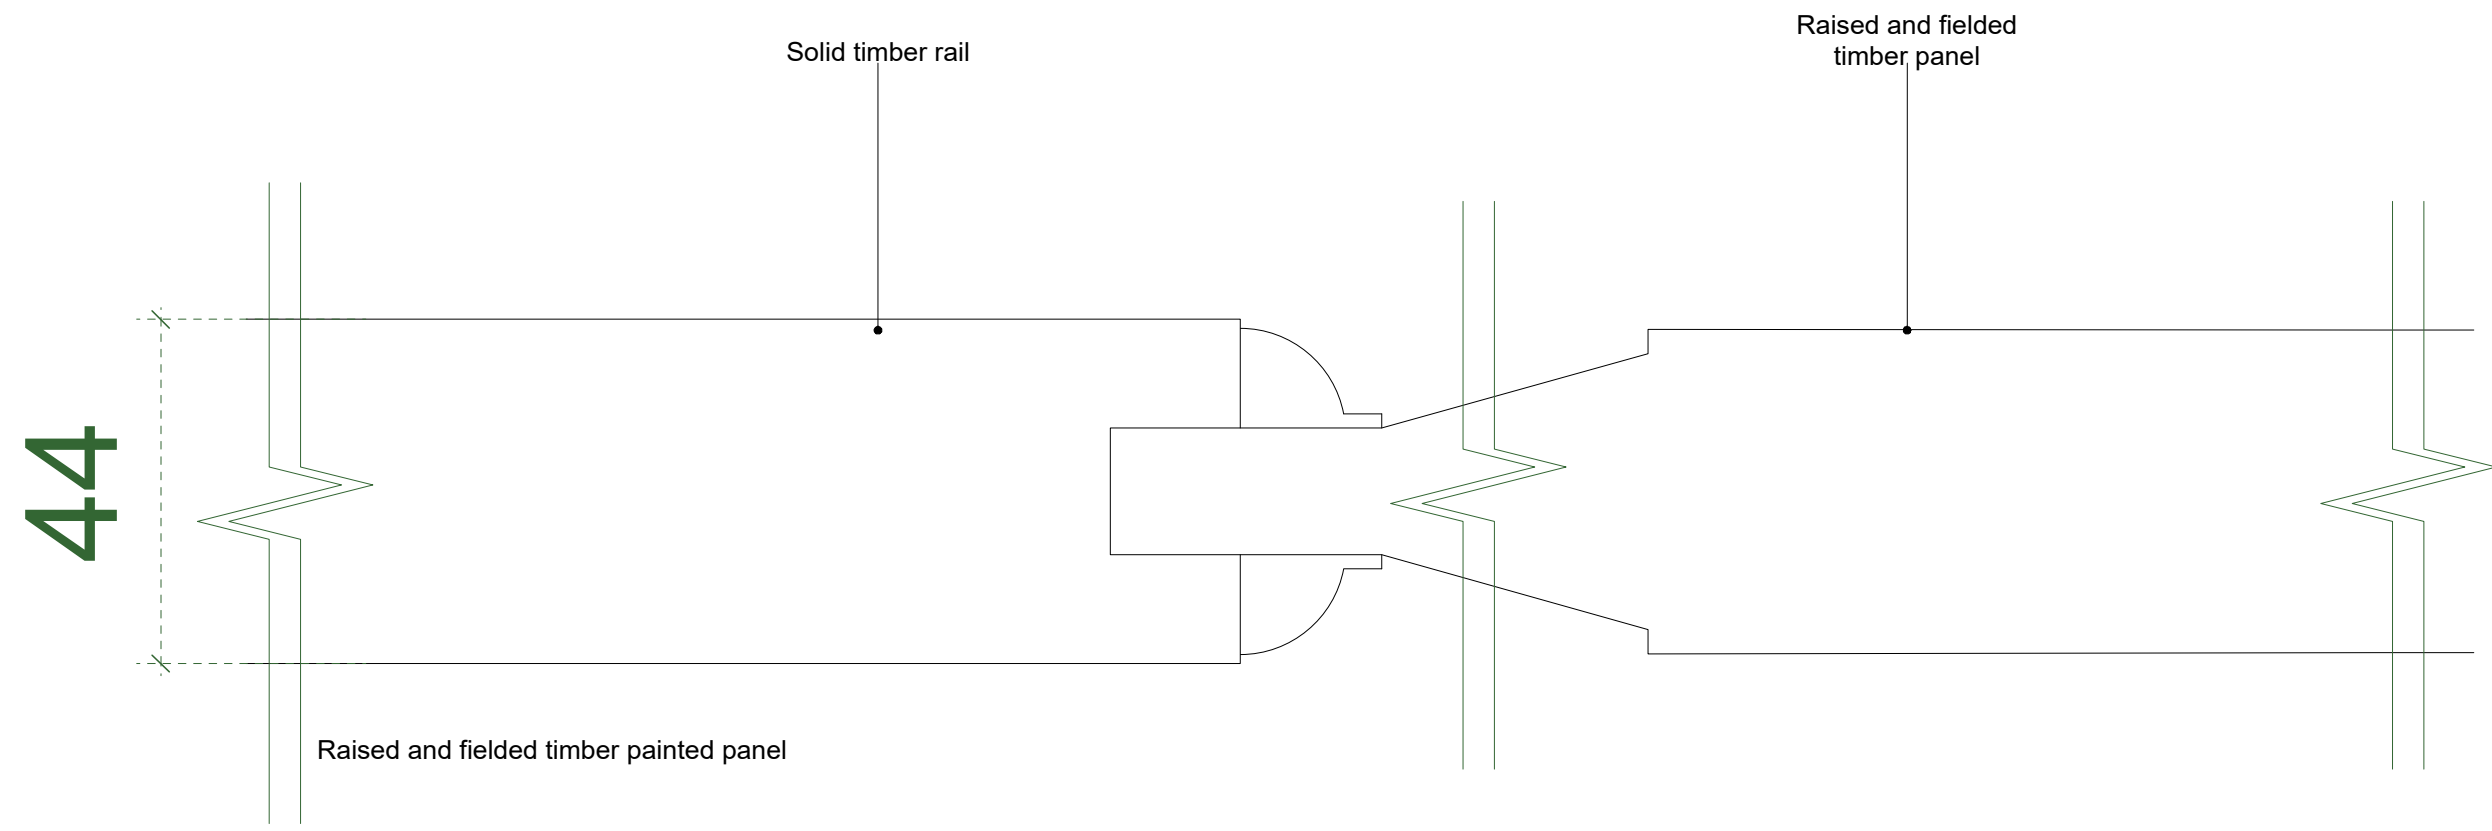 Solid timber rail
Raised and fielded
timber panel
44
Raised and fielded timber painted panel